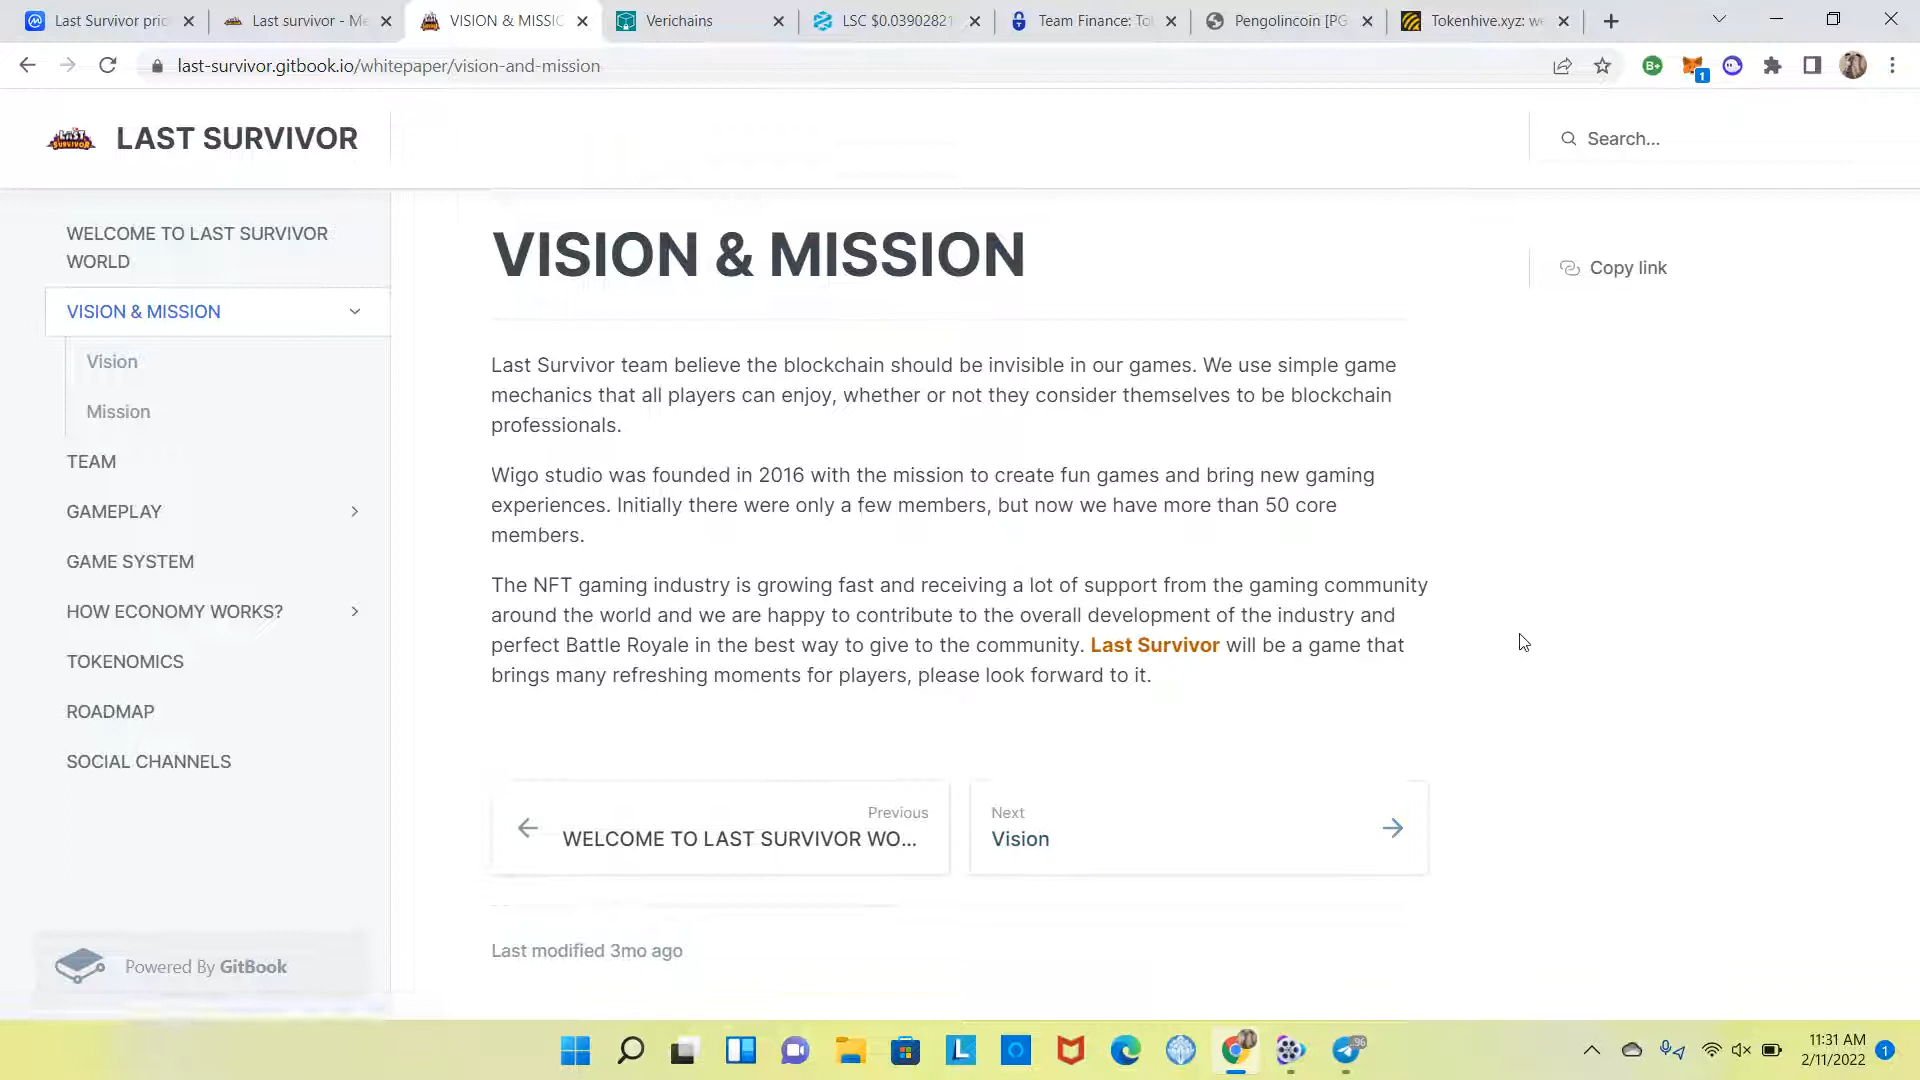 Last Survivor pric
Last survivor - Me
VISION & MISSIC
Verichains
LSC $0.03902821
Team Finance: To
Pengolincoin [PG
Tokenhive.xyz: we
last-survivor.gitbook.io/whitepaper/vision-and-mission
B+
1
LAST SURVIVOR
LAST SURVIVOR
Search...
WELCOME TO LAST SURVIVOR
WORLD
VISION & MISSION
Vision
Mission
TEAM
GAMEPLAY
GAME SYSTEM
HOW ECONOMY WORKS?
TOKENOMICS
ROADMAP
SOCIAL CHANNELS
Powered By GitBook
VISION & MISSION
Copy link
Last Survivor team believe the blockchain should be invisible in our games. We use simple game
mechanics that all players can enjoy, whether or not they consider themselves to be blockchain
professionals.
Wigo studio was founded in 2016 with the mission to create fun games and bring new gaming
experiences. Initially there were only a few members, but now we have more than 50 core
members.
The NFT gaming industry is growing fast and receiving a lot of support from the gaming community
around the world and we are happy to contribute to the overall development of the industry and
perfect Battle Royale in the best way to give to the community. Last Survivor will be a game that
brings many refreshing moments for players, please look forward to it.
Previous
WELCOME TO LAST SURVIVOR WO...
Next
Vision
Last modified 3mo ago
L
96
11:31 AM
2/11/2022
1